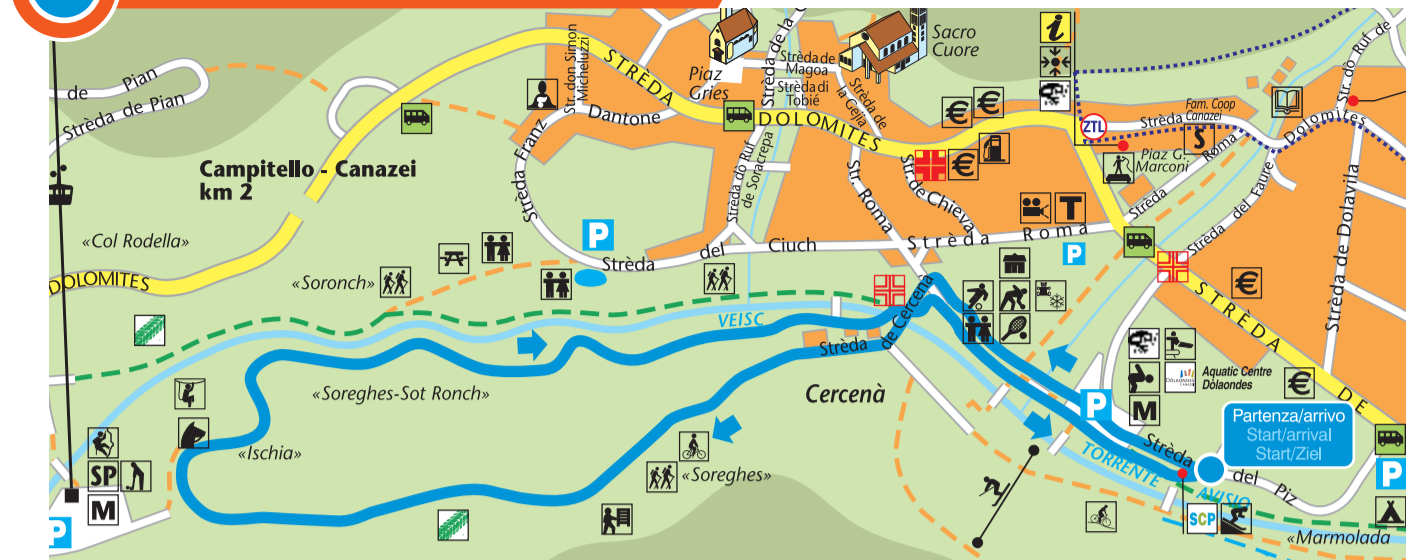 de Pian
Strèda de Pian
Campitello - Canazei
km 2
«Col Rodella»
DOLOMITES
«Soronch»
Str. don Simon
Micheluzzi
STRÈDA
Piaz
Gries
Strèda de la
Strèda de
Magoa
Strèda di
Tobié
Sacro
Cuore
Strèda de
la Gejia
Dantone
Strèda Franz
DOLOMITES
Strèda dò Ruf
de Soracrepa
Str. Roma
Str. de Chieva
Strèda
del
Ciuch
Strèda Roma
i
€
€
€
ZTL
Strèda
Fam. Coop
Canazei
S
Dolomites
Str. dò Ruf de
Piaz G.
Marconi
Strèda
Roma
Strèda
del Faure
Strèda de Dolavila
T
P
P
STRÈDA
DE
€
€
VEISC
Strèda
de Cercenà
Cercenà
«Soreghes-Sot Ronch»
«Ischia»
«Soreghes»
SP
M
P
Aquatic Centre
Dòlaondes
DÒLAONDES
CANAZEI
M
P
Partenza/arrivo
Start/arrival
Start/Ziel
Strèda
del Piz
TORRENTE
AVISIO
SCP
P
«Marmolada